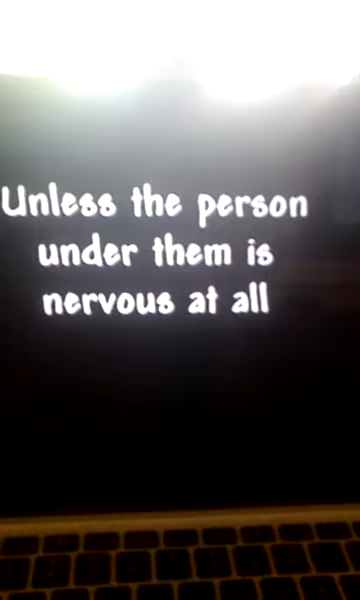 Unless the person
under them is
nervous at all